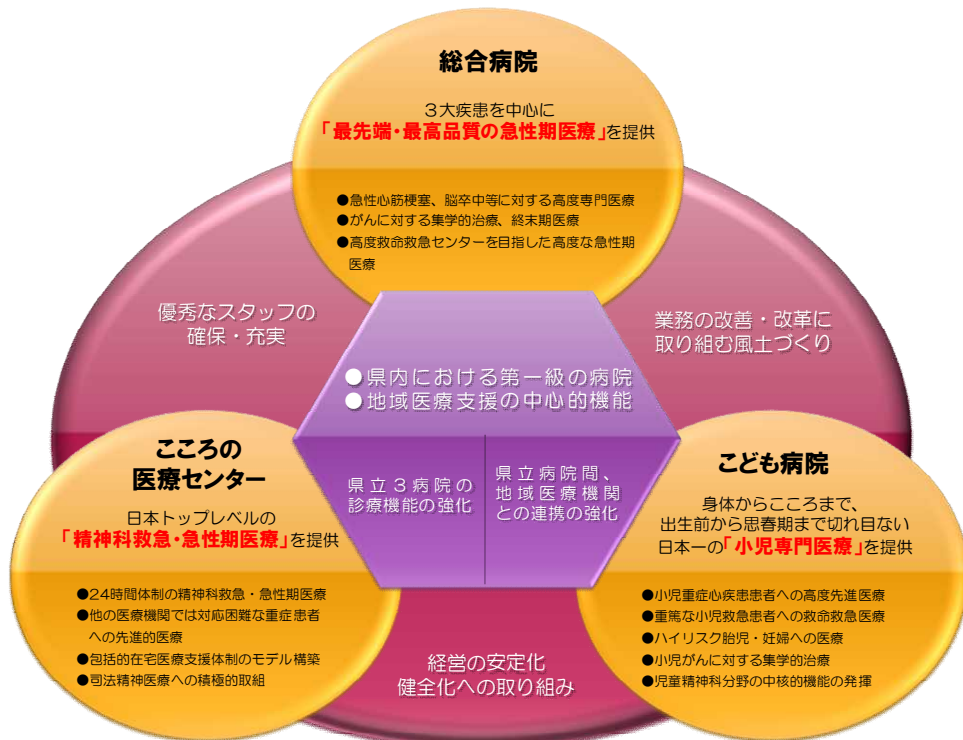 総合病院
3大疾患を中心に
「最先端・最高品質の急性期医療」を提供
●急性心筋梗塞、脳卒中等に対する高度専門医療
●がんに対する集学的治療、終末期医療
●高度救命救急センターを目指した高度な急性期
医療
優秀なスタッフの
確保・充実
業務の改善・改革に
取り組む風土づくり
●県内における第一級の病院
●地域医療支援の中心的機能
県立3病院の
診療機能の強化
県立病院間、
地域医療機関
との連携の強化
こころの
医療センター
日本トップレベルの
「精神科救急・急性期医療」を提供
●24時間体制の精神科救急・急性期医療
●他の医療機関では対応困難な重症患者
への先進的医療
●包括的在宅医療支援体制のモデル構築
●司法精神医療への積極的取組
こども病院
身体からこころまで、
出生前から思春期まで切れ目ない
日本一の「小児専門医療」を提供
●小児重症心疾患患者への高度先進医療
●重篤な小児救急患者への救命救急医療
●ハイリスク胎児・妊婦への医療
●小児がんに対する集学的治療
●児童精神科分野の中核的機能の発揮
経営の安定化
健全化への取り組み